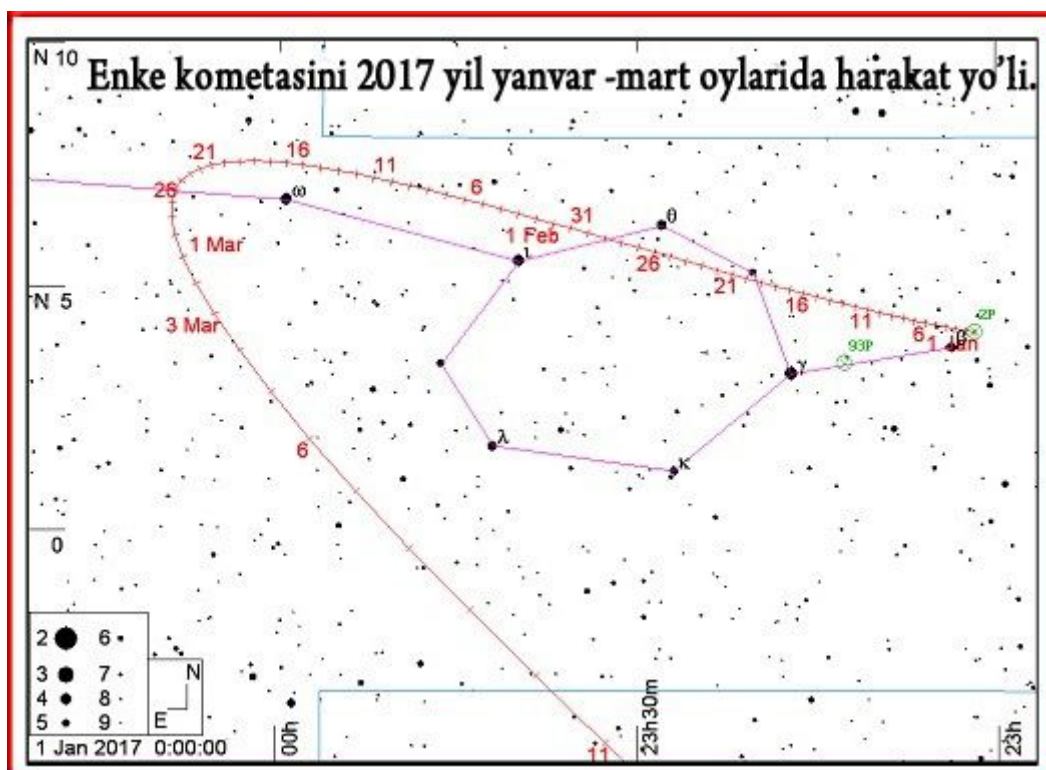 N 10
Enke kometasini 2017 yil yanvar -mart oylarida harakat yo'li.
21
16
11
26
ω
6
θ
31
1 Mar
1 Feb
ι
26
21
16
N 5
11
3 Mar
6
2P
β
1 Jan
93P
γ
6
λ
κ
0
2 6
3 7
4 8
5 9
N
E
1 Jan 2017 0:00:00
00h
23h30m
23h
11